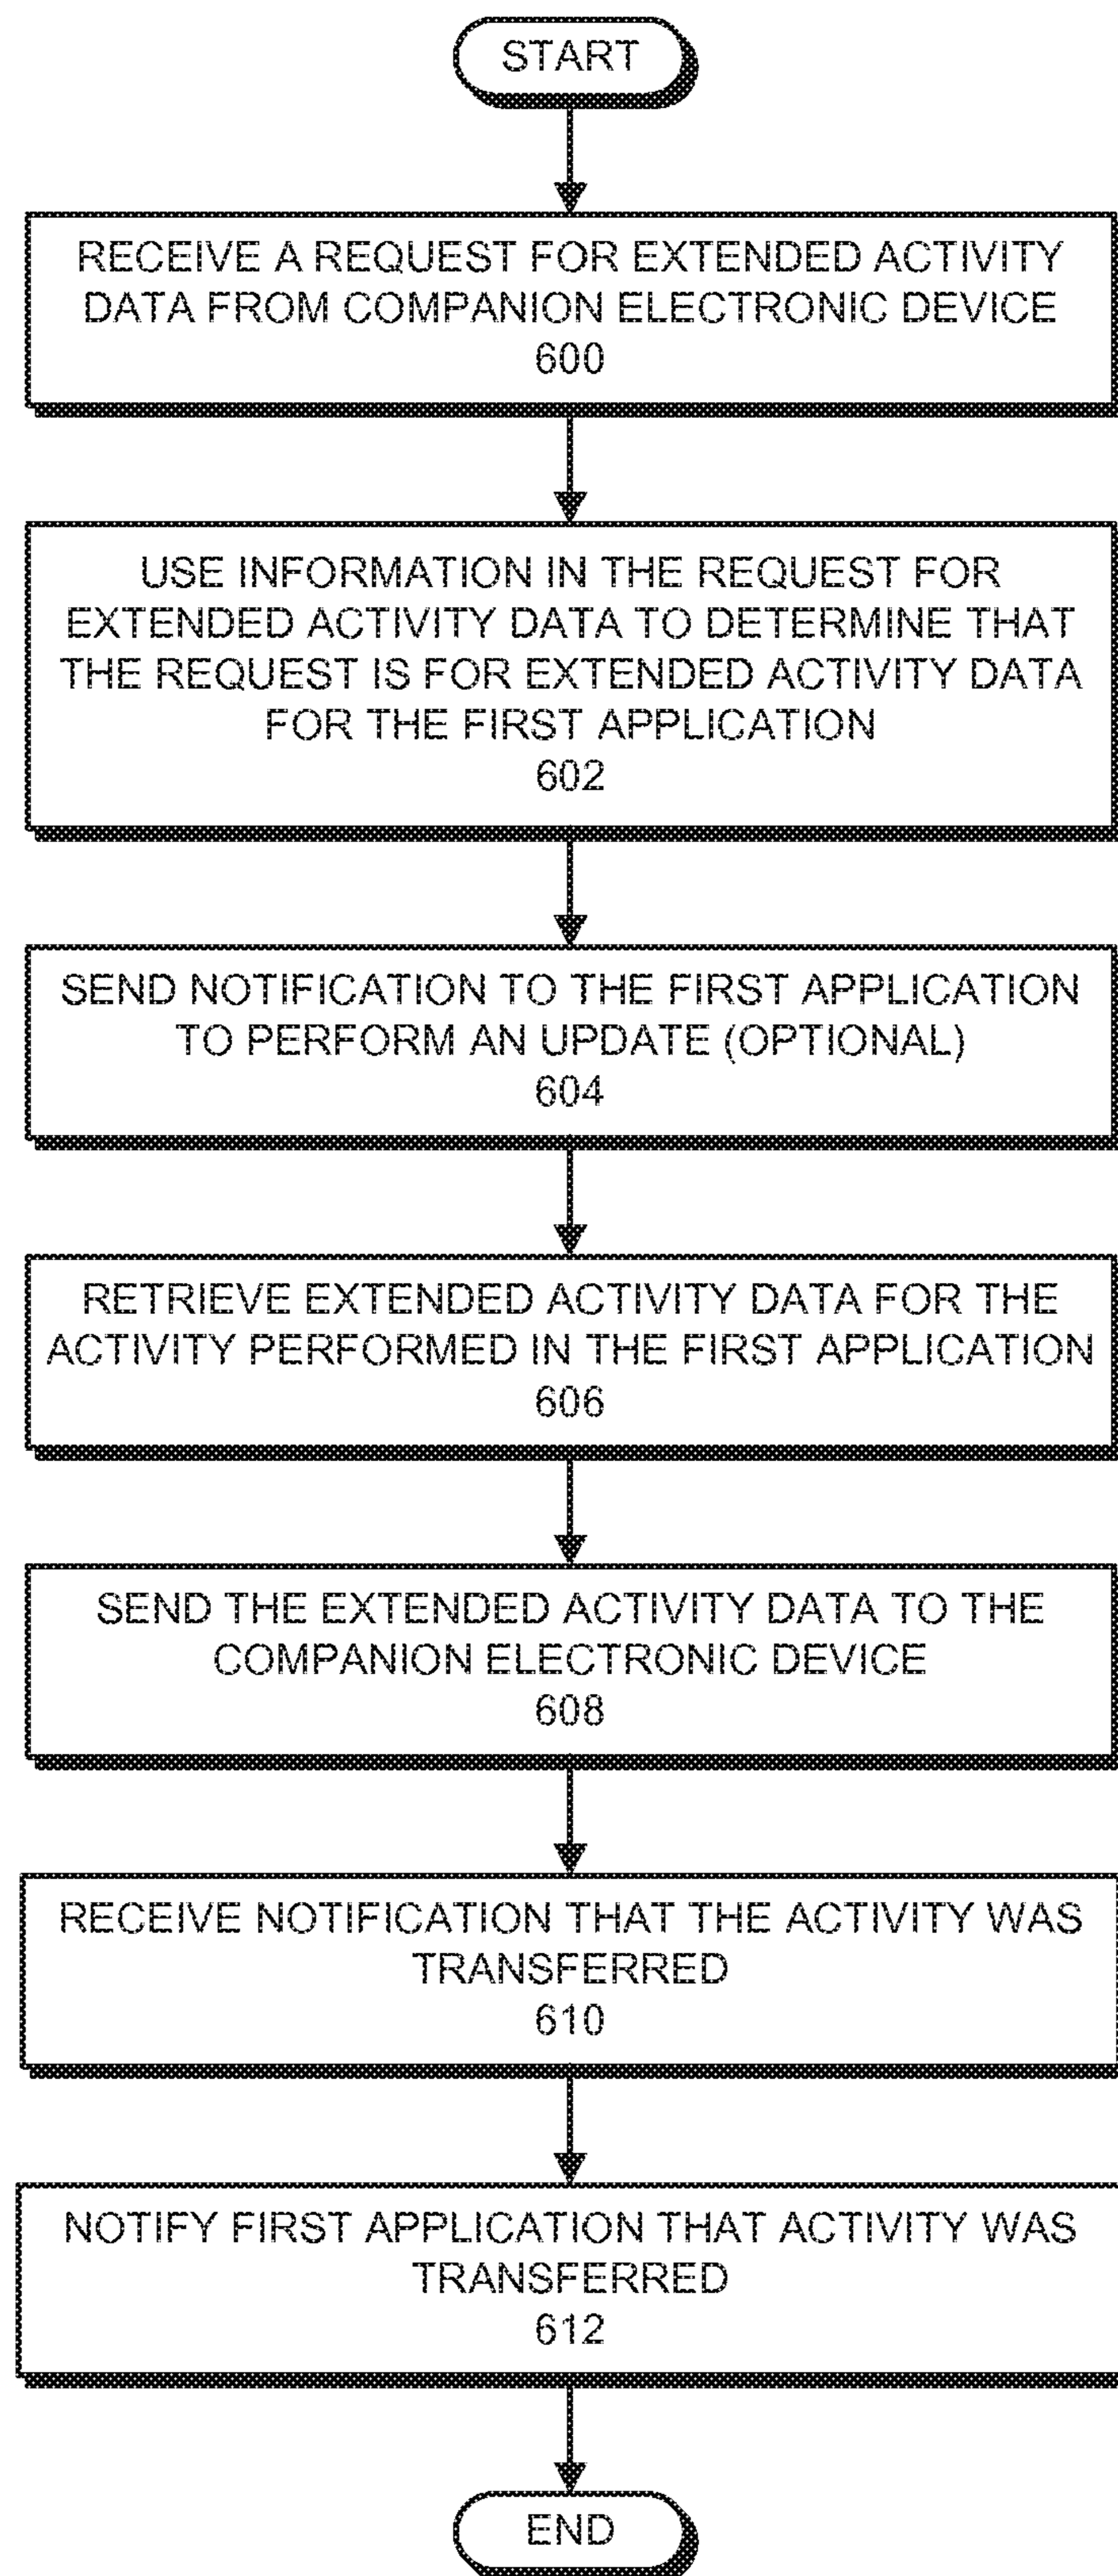 START
RECEIVE A REQUEST FOR EXTENDED ACTIVITY
DATA FROM COMPANION ELECTRONIC DEVICE
600
USE INFORMATION IN THE REQUEST FOR
EXTENDED ACTIVITY DATA TO DETERMINE THAT
THE REQUEST IS FOR EXTENDED ACTIVITY DATA
FOR THE FIRST APPLICATION
602
SEND NOTIFICATION TO THE FIRST APPLICATION
TO PERFORM AN UPDATE (OPTIONAL)
604
RETRIEVE EXTENDED ACTIVITY DATA FOR THE
ACTIVITY PERFORMED IN THE FIRST APPLICATION
606
SEND THE EXTENDED ACTIVITY DATA TO THE
COMPANION ELECTRONIC DEVICE
608
RECEIVE NOTIFICATION THAT THE ACTIVITY WAS
TRANSFERRED
610
NOTIFY FIRST APPLICATION THAT ACTIVITY WAS
TRANSFERRED
612
END